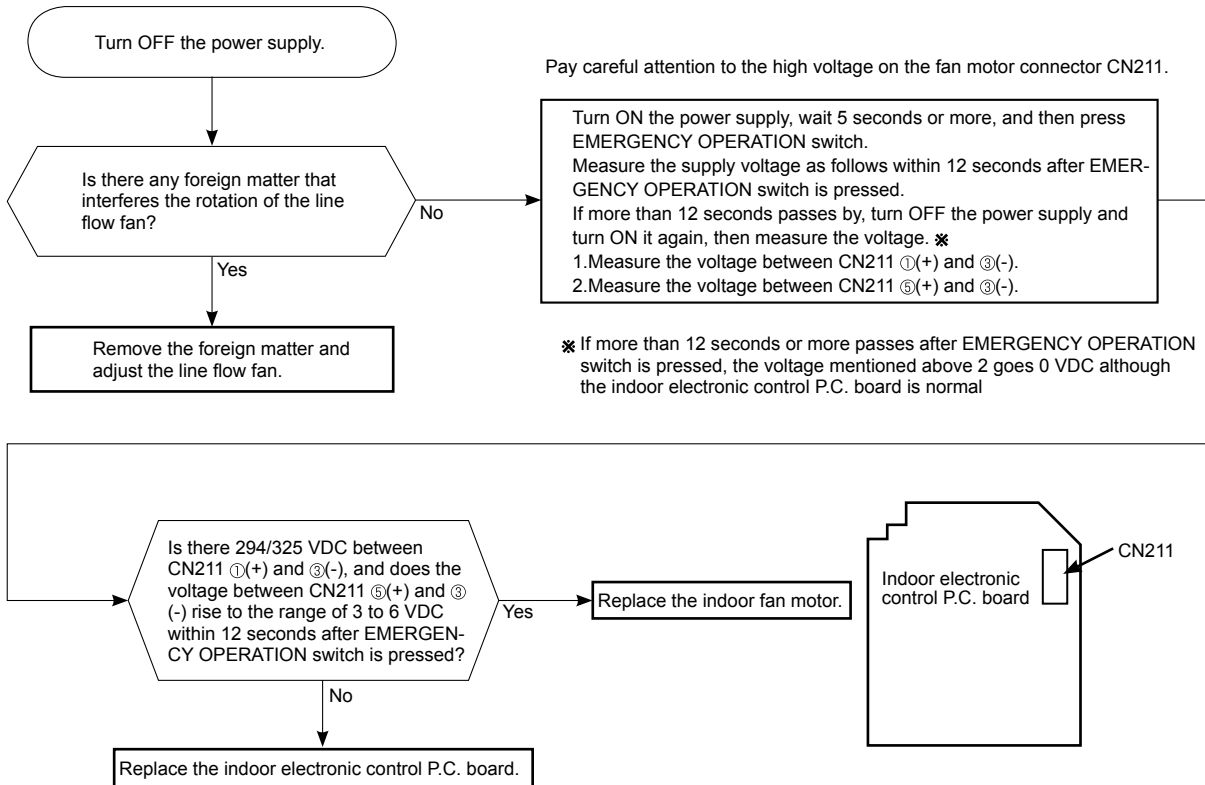 Turn OFF the power supply.
Pay careful attention to the high voltage on the fan motor connector CN211.
Is there any foreign matter that
interferes the rotation of the line
flow fan?
No
Yes
Turn ON the power supply, wait 5 seconds or more, and then press
EMERGENCY OPERATION switch.
Measure the supply voltage as follows within 12 seconds after EMER-
GENCY OPERATION switch is pressed.
If more than 12 seconds passes by, turn OFF the power supply and
turn ON it again, then measure the voltage. ※
1.Measure the voltage between CN211 ①(+) and ③(-).
2.Measure the voltage between CN211 ⑤(+) and ③(-).
Remove the foreign matter and
adjust the line flow fan.
※ If more than 12 seconds or more passes after EMERGENCY OPERATION
switch is pressed, the voltage mentioned above 2 goes 0 VDC although
the indoor electronic control P.C. board is normal
Is there 294/325 VDC between
CN211 ①(+) and ③(-), and does the
voltage between CN211 ⑤(+) and ③
(-) rise to the range of 3 to 6 VDC
within 12 seconds after EMERGEN-
CY OPERATION switch is pressed?
Yes
No
Replace the indoor fan motor.
Indoor electronic
control P.C. board
CN211
Replace the indoor electronic control P.C. board.